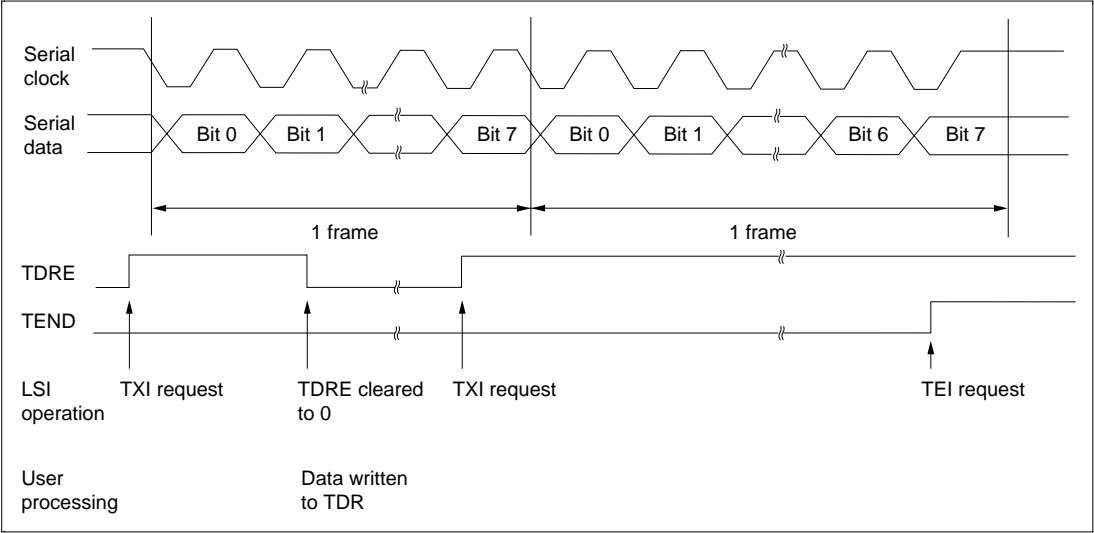 Serial
clock
Serial
data
Bit 0
Bit 1
Bit 7
Bit 0
Bit 1
Bit 6
Bit 7
1 frame
1 frame
TDRE
TEND
LSI
operation
TXI request
TDRE cleared
to 0
TXI request
TEI request
User
processing
Data written
to TDR